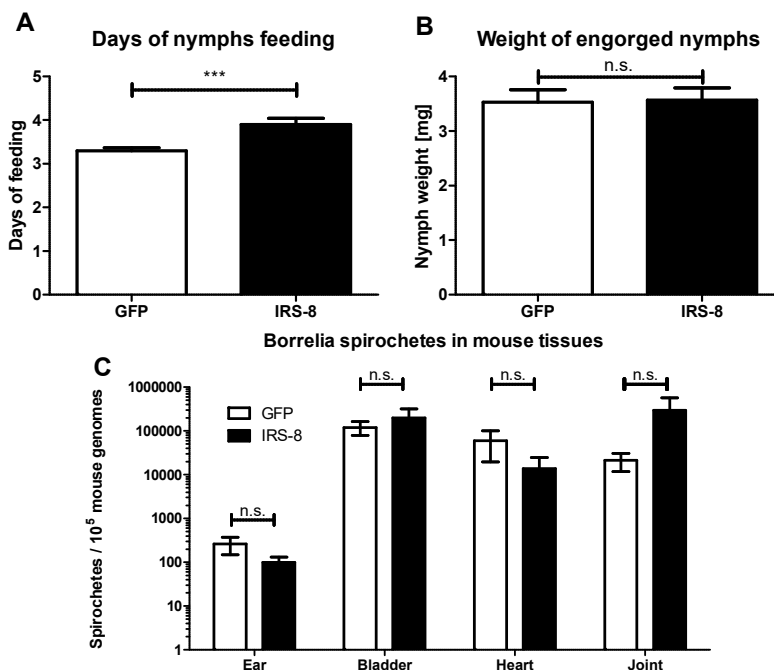 A
Days of nymphs feeding
Days of feeding
5
4
3
2
1
0
***
GFP
IRS-8
B
Weight of engorged nymphs
Nymph weight [mg]
4
3
2
1
0
n.s.
GFP
IRS-8
C
Borrelia spirochetes in mouse tissues
Spirochetes / 10⁵ mouse genomes
1000000
100000
10000
1000
100
10
1
GFP
IRS-8
n.s.
n.s.
n.s.
n.s.
Ear
Bladder
Heart
Joint